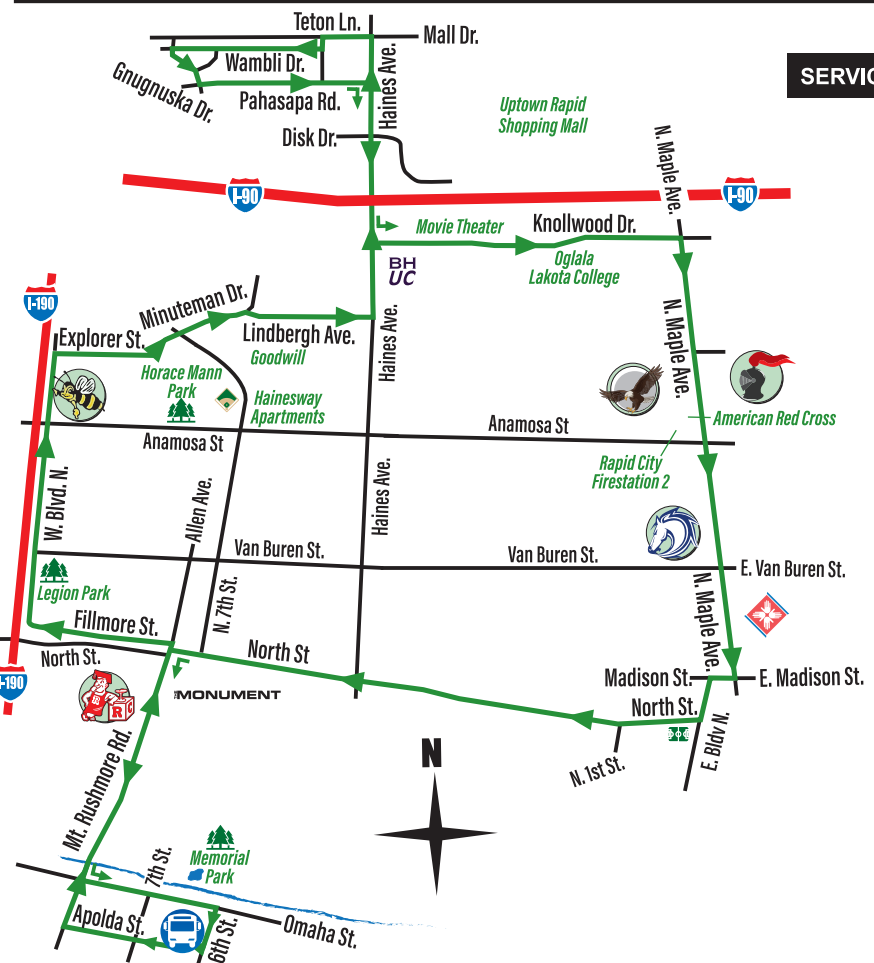 Teton Ln.
Mall Dr.
Wambli Dr.
Gnugnuska Dr.
Pahasapa Rd.
Haines Ave.
SERVIC
Uptown Rapid
Shopping Mall
Disk Dr.
N. Maple Ave.
I-90
I-90
Movie Theater
Knollwood Dr.
BH
UC
Oglala
Lakota College
I-190
Minuteman Dr.
Explorer St.
Lindbergh Ave.
Goodwill
Haines Ave.
N. Maple Ave.
Horace Mann
Park
Hainesway
Apartments
American Red Cross
Anamosa St
Anamosa St
Rapid City
Firestation 2
W. Blvd. N.
Allen Ave.
Haines Ave.
Van Buren St.
Van Buren St.
E. Van Buren St.
Legion Park
N. 7th St.
N. Maple Ave.
Fillmore St.
North St.
North St
I-190
THE MONUMENT
Madison St.
E. Madison St.
North St.
R C
E. Bldv N.
N. 1st St.
Mt. Rushmore Rd.
N
7th St.
Memorial
Park
Apolda St.
6th St.
Omaha St.